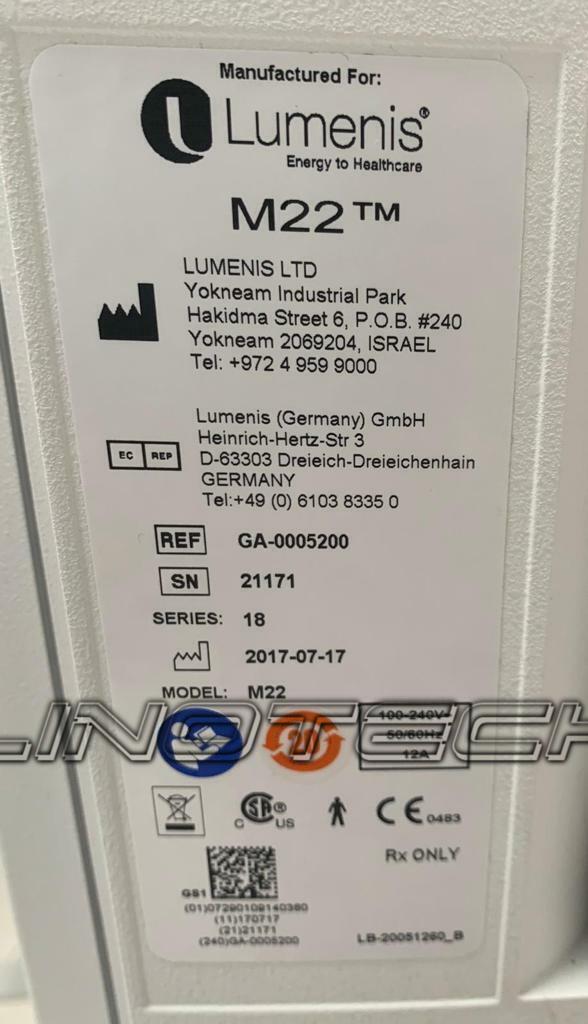 Manufactured For:
Lumenis®
Energy to Healthcare
M22™
LUMENIS LTD
Yokneam Industrial Park
Hakidma Street 6, P.O.B. #240
Yokneam 2069204, ISRAEL
Tel: +972 4 959 9000
EC REP
Lumenis (Germany) GmbH
Heinrich-Hertz-Str 3
D-63303 Dreieich-Dreieichenhain
GERMANY
Tel:+49 (0) 6103 8335 0
REF GA-0005200
SN 21171
SERIES: 18
2017-07-17
MODEL: M22
LINOTECH
20
100-240V
50/60Hz
12A
C SA® US
CE 0483
Rx ONLY
GS1
(01)07290109140360
(11)170717
(21)21171
(240)GA-0005200
LB-20051260_B